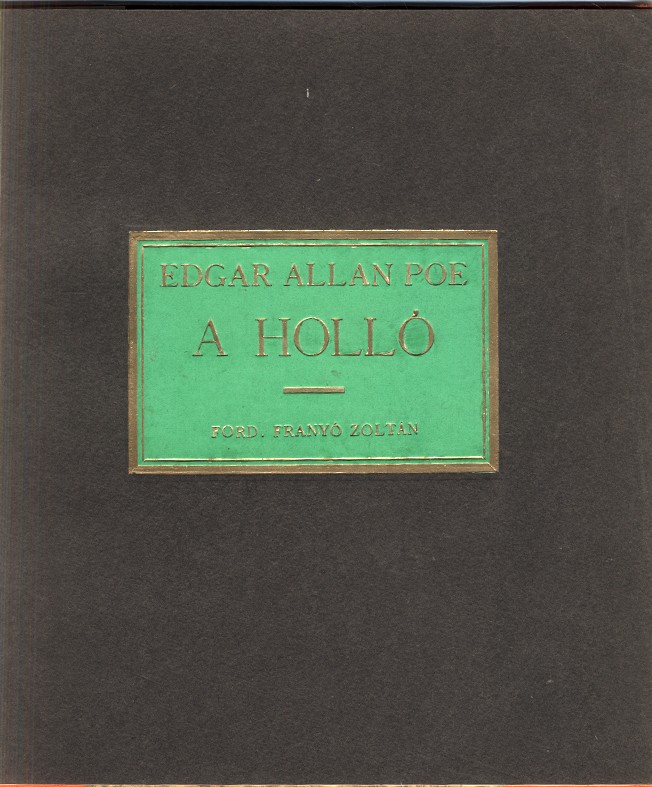 EDGAR ALLAN POE
A HOLLÓ
FORD. FRANYÓ ZOLTÁN